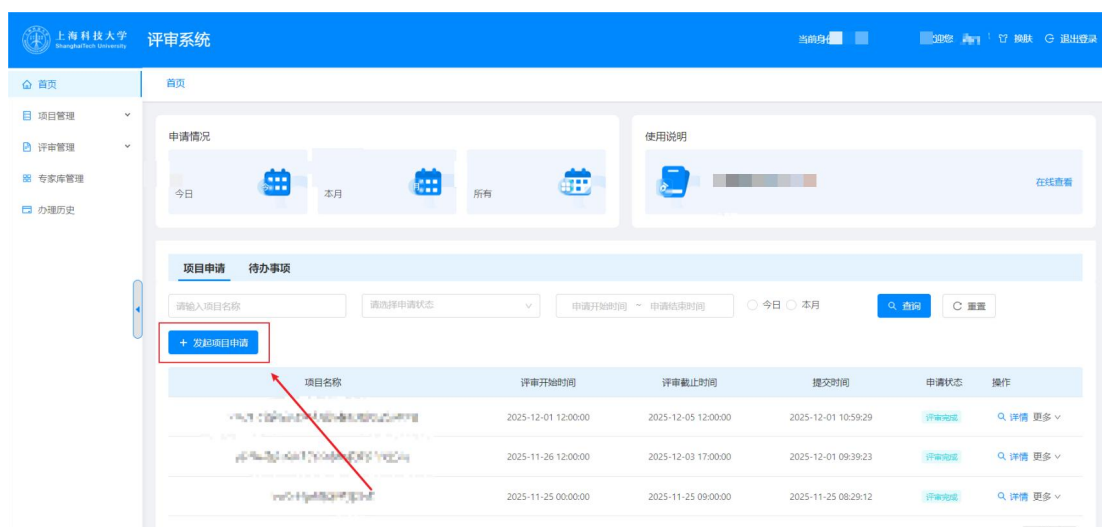 上海科技大学
ShanghaiTech University
评审系统
当前身
换肤 退出登录
首页
首页
项目管理
评审管理
专家库管理
办理历史
申请情况
今日 本月 所有
使用说明
在线查看
项目申请 待办事项
请输入项目名称 请选择申请状态 申请开始时间 ~ 申请结束时间 今日 本月 查询 重置
+ 发起项目申请
项目名称 评审开始时间 评审截止时间 提交时间 申请状态 操作
2025-12-01 12:00:00 2025-12-05 12:00:00 2025-12-01 10:59:29 评审完成 详情 更多
2025-11-26 12:00:00 2025-12-03 17:00:00 2025-12-01 09:39:23 评审完成 详情 更多
2025-11-25 00:00:00 2025-11-25 09:00:00 2025-11-25 08:29:12 评审完成 详情 更多